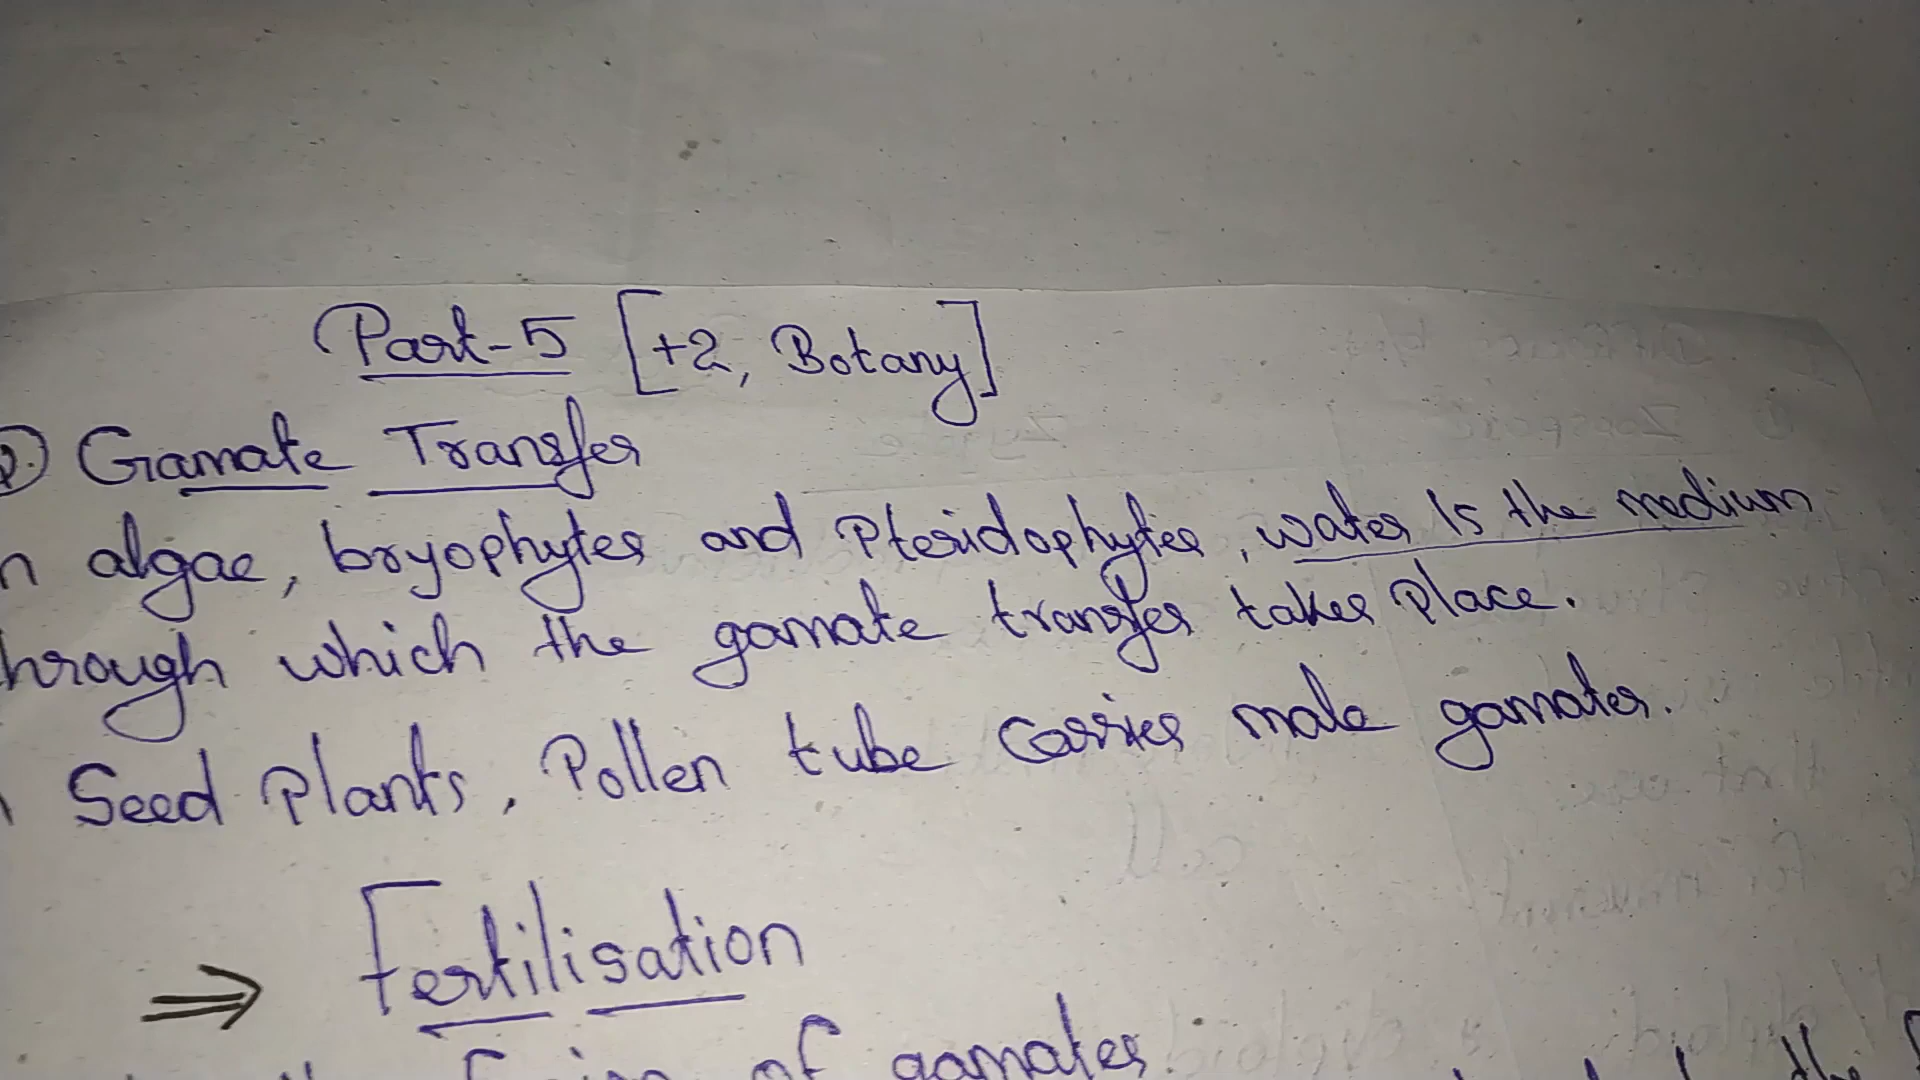 Part-5 [+2, Botany]
Gamate Transfer
n algae, bryophytes and Pteridophytes, water Is the medium
hrough which the gamate transfer takes Place.
Seed Plants, Pollen tube carries male gamates.
⇒ Fertilisation
of gamates